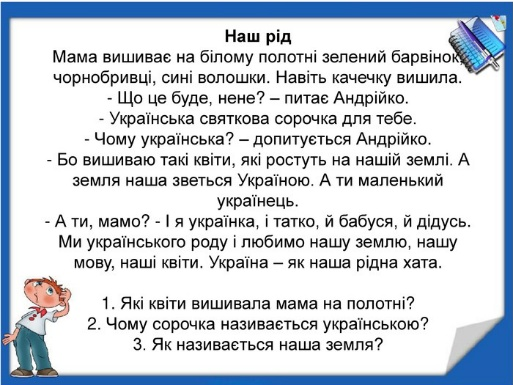 Наш рід
Мама вишиває на білому полотні зелений барвінок,
чорнобривці, сині волошки. Навіть качечку вишила.
- Що це буде, нене? – питає Андрійко.
- Українська святкова сорочка для тебе.
- Чому українська? – допитується Андрійко.
- Бо вишиваю такі квіти, які ростуть на нашій землі. А
земля наша зветься Україною. А ти маленький
українець.
- А ти, мамо? - І я українка, і татко, й бабуся, й дідусь.
Ми українського роду і любимо нашу землю, нашу
мову, наші квіти. Україна – як наша рідна хата.
1. Які квіти вишивала мама на полотні?
2. Чому сорочка називається українською?
3. Як називається наша земля?